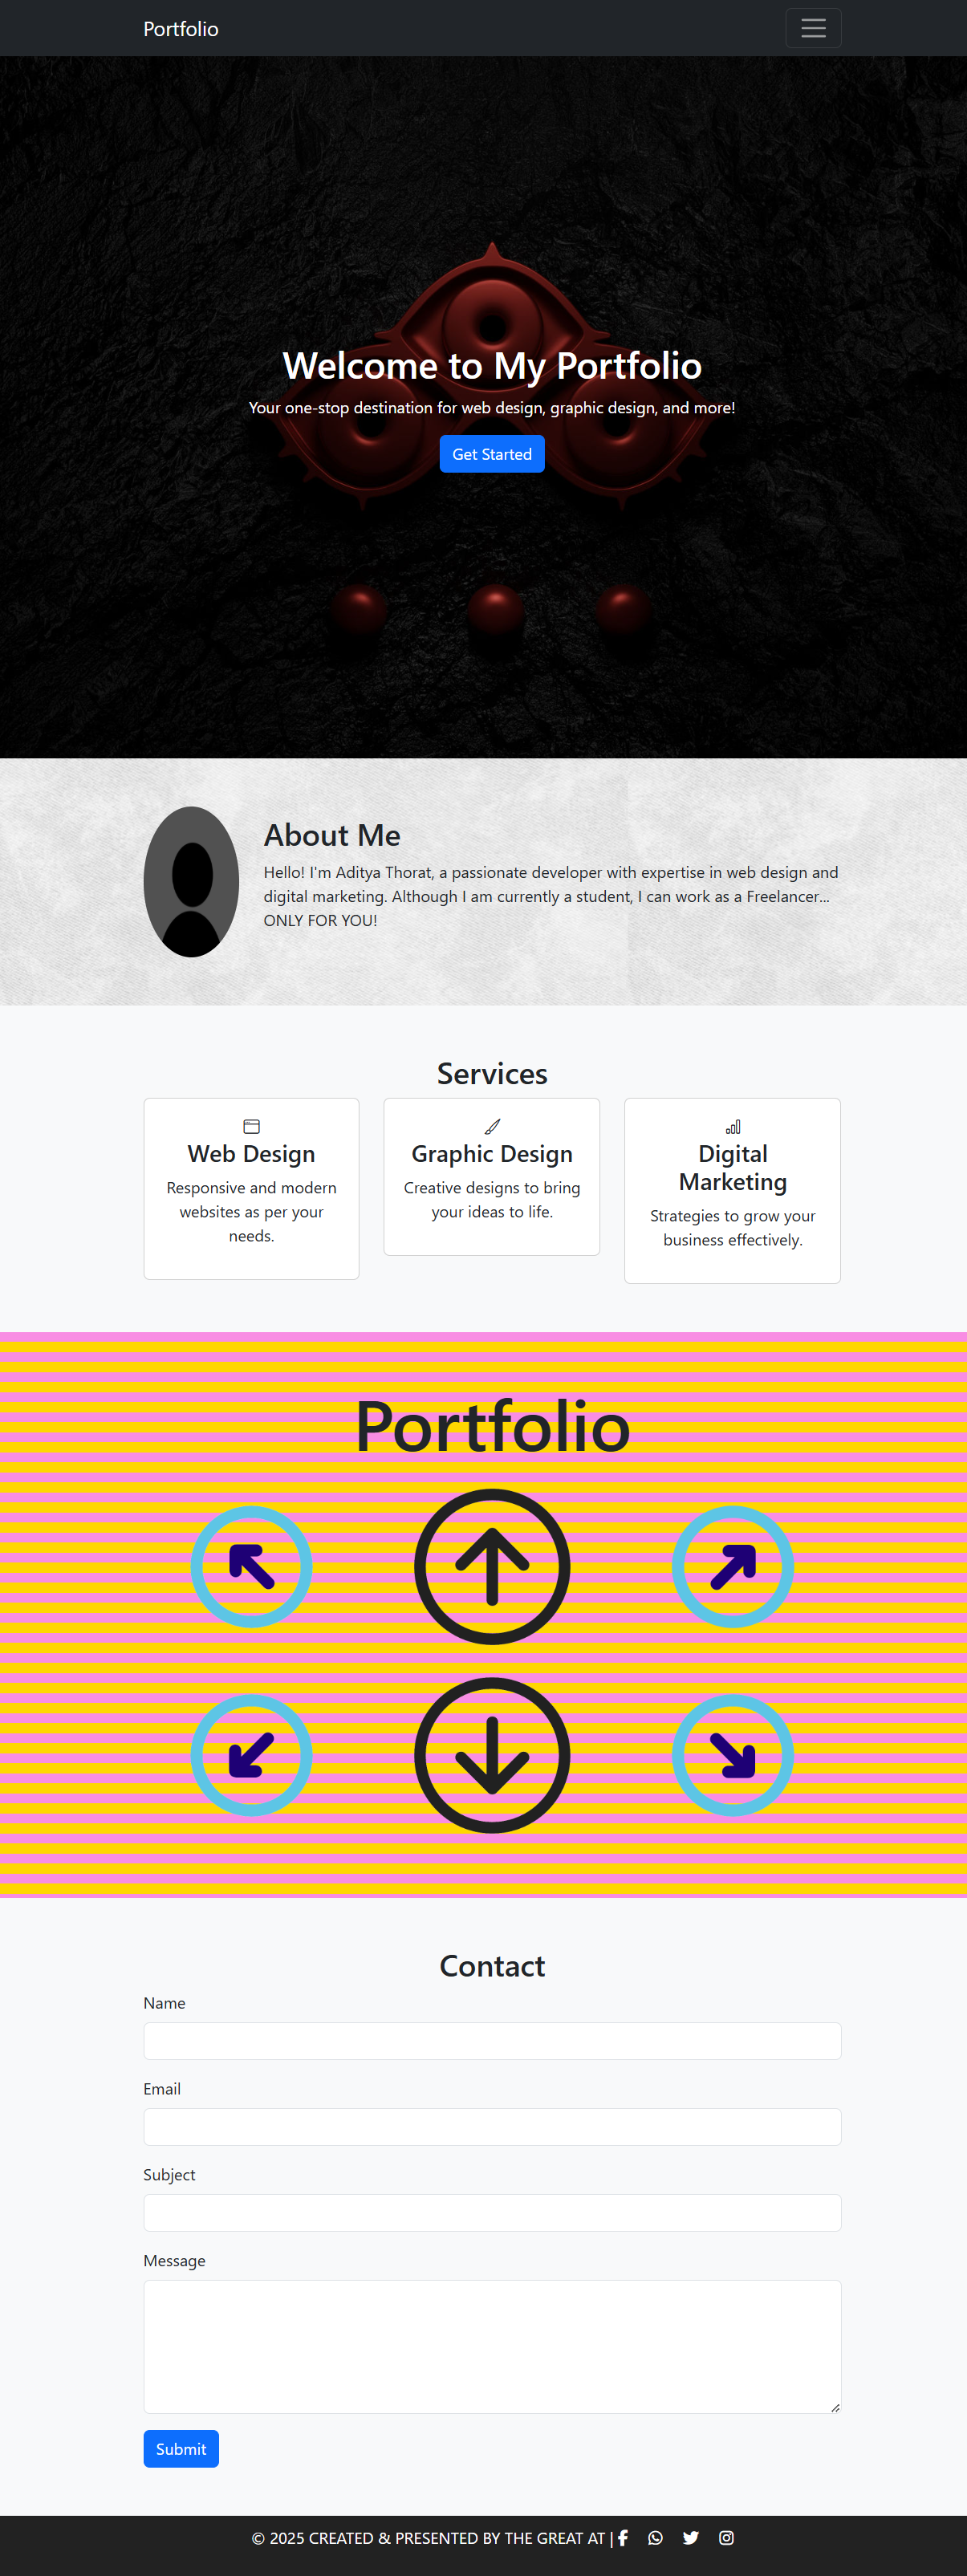 Portfolio
Welcome to My Portfolio
Your one-stop destination for web design, graphic design, and more!
Get Started
About Me
Hello! I'm Aditya Thorat, a passionate developer with expertise in web design and
digital marketing. Although I am currently a student, I can work as a Freelancer...
ONLY FOR YOU!
Services
Web Design
Responsive and modern
websites as per your
needs.
Graphic Design
Creative designs to bring
your ideas to life.
Digital
Marketing
Strategies to grow your
business effectively.
Portfolio
Contact
Name
Email
Subject
Message
Submit
© 2025 CREATED & PRESENTED BY THE GREAT AT |